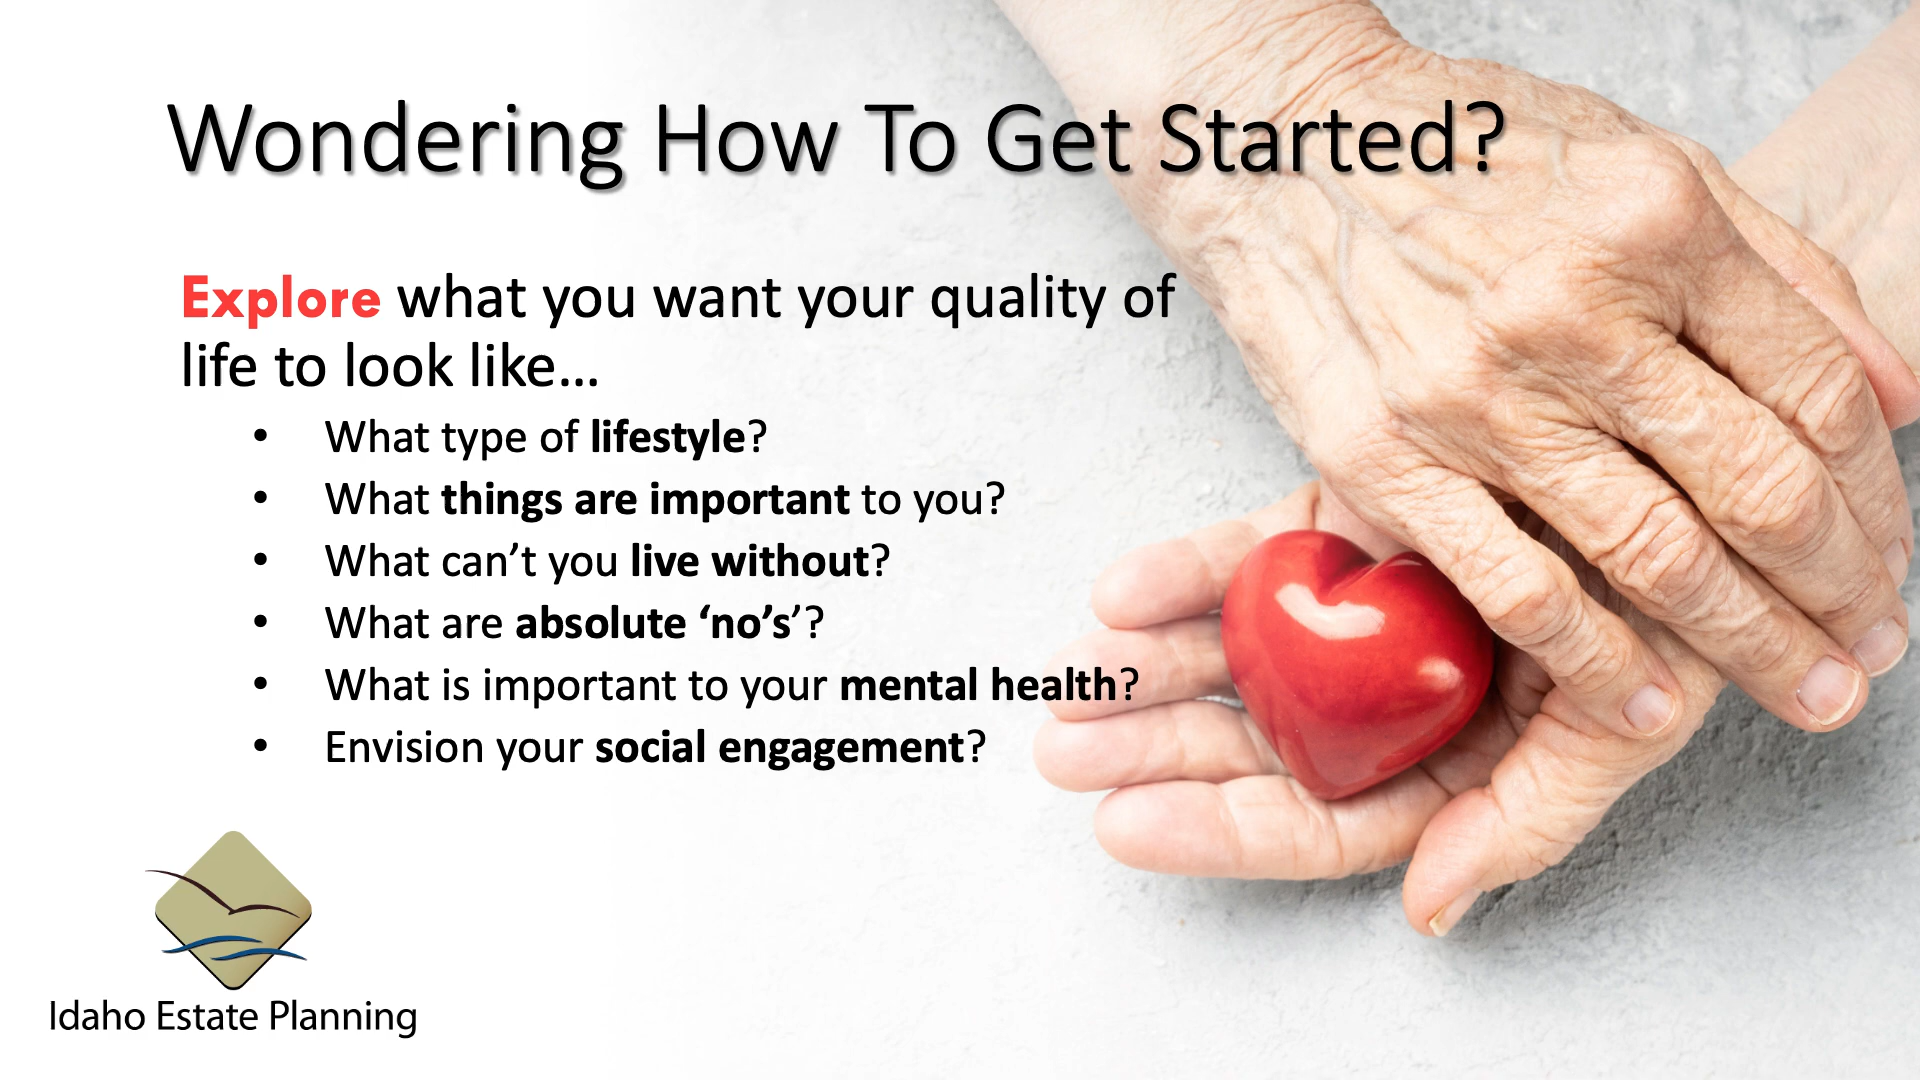 Wondering How To Get Started?
Explore what you want your quality of
life to look like…
• What type of lifestyle?
• What things are important to you?
• What can’t you live without?
• What are absolute ‘no’s’?
• What is important to your mental health?
• Envision your social engagement?
Idaho Estate Planning